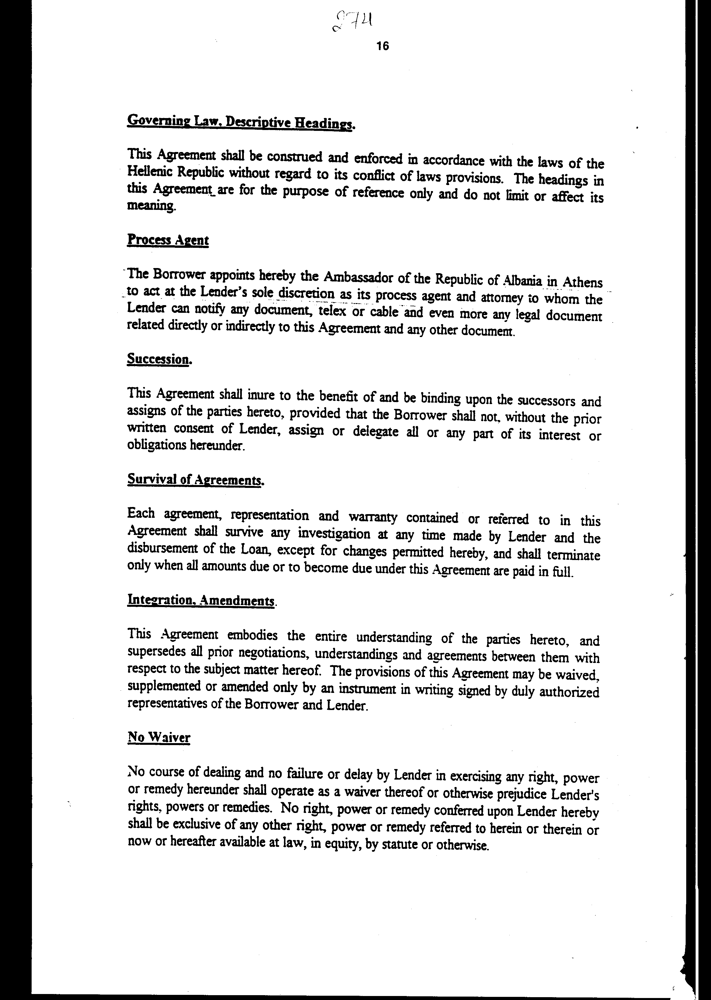 274
16
Governing Law. Descriptive Headings.
This Agreement shall be construed and enforced in accordance with the laws of the
Hellenic Republic without regard to its conflict of laws provisions. The headings in
this Agreement are for the purpose of reference only and do not limit or affect its
meaning.
Process Agent
The Borrower appoints hereby the Ambassador of the Republic of Albania in Athens
to act at the Lender's sole discretion as its process agent and attorney to whom the
Lender can notify any document, telex or cable and even more any legal document
related directly or indirectly to this Agreement and any other document.
Succession.
This Agreement shall inure to the benefit of and be binding upon the successors and
assigns of the parties hereto, provided that the Borrower shall not, without the prior
written consent of Lender, assign or delegate all or any part of its interest or
obligations hereunder.
Survival of Agreements.
Each agreement, representation and warranty contained or referred to in this
Agreement shall survive any investigation at any time made by Lender and the
disbursement of the Loan, except for changes permitted hereby, and shall terminate
only when all amounts due or to become due under this Agreement are paid in full.
Integration. Amendments.
This Agreement embodies the entire understanding of the parties hereto, and
supersedes all prior negotiations, understandings and agreements between them with
respect to the subject matter hereof. The provisions of this Agreement may be waived,
supplemented or amended only by an instrument in writing signed by duly authorized
representatives of the Borrower and Lender.
No Waiver
No course of dealing and no failure or delay by Lender in exercising any right, power
or remedy hereunder shall operate as a waiver thereof or otherwise prejudice Lender's
rights, powers or remedies. No right, power or remedy conferred upon Lender hereby
shall be exclusive of any other right, power or remedy referred to herein or therein or
now or hereafter available at law, in equity, by statute or otherwise.